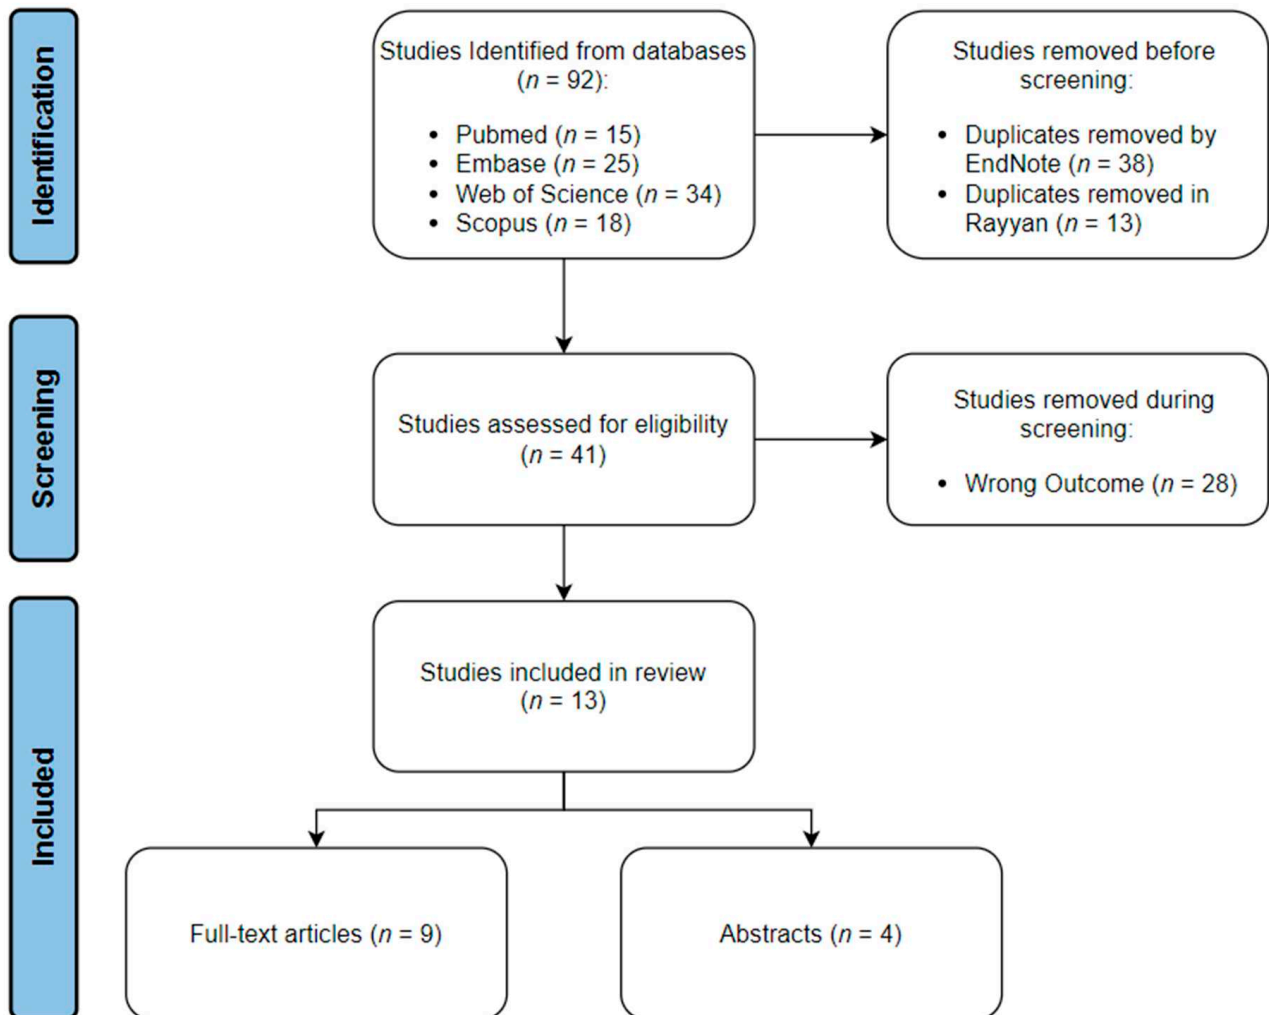 Identification
Studies Identified from databases
(n = 92):
• Pubmed (n = 15)
• Embase (n = 25)
• Web of Science (n = 34)
• Scopus (n = 18)
Studies removed before
screening:
• Duplicates removed by
EndNote (n = 38)
• Duplicates removed in
Rayyan (n = 13)
Screening
Studies assessed for eligibility
(n = 41)
Studies removed during
screening:
• Wrong Outcome (n = 28)
Included
Studies included in review
(n = 13)
Full-text articles (n = 9)
Abstracts (n = 4)